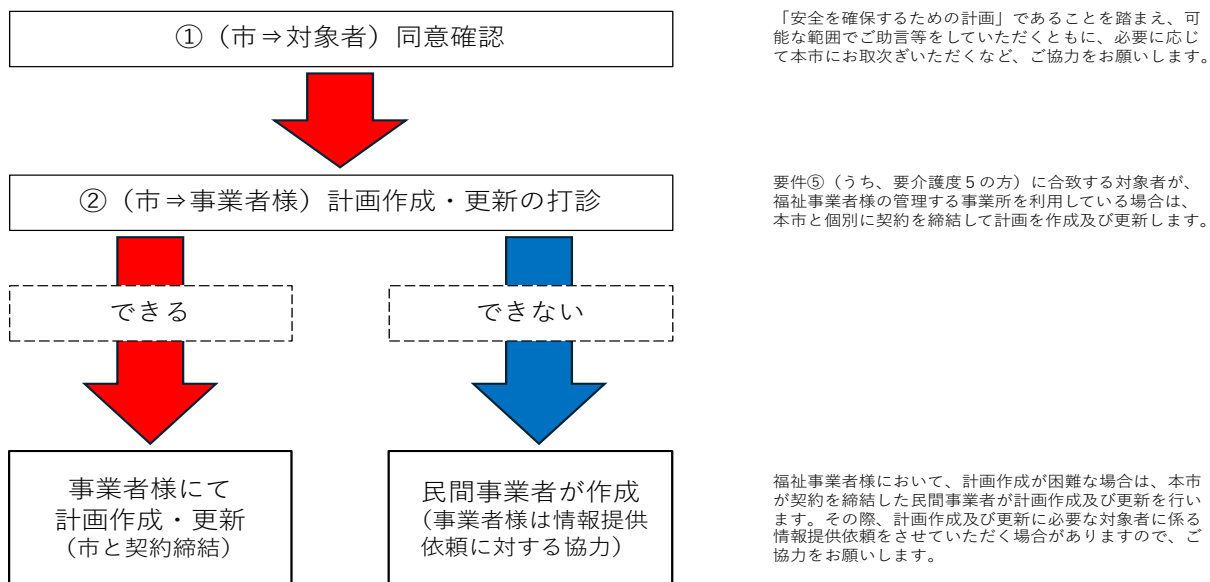 ①（市⇒対象者）同意確認
「安全を確保するための計画」であることを踏まえ、可
能な範囲でご助言等をしていただくともに、必要に応じ
て本市にお取次ぎいただくなど、ご協力をお願いします。
②（市⇒事業者様）計画作成・更新の打診
要件⑤（うち、要介護度５の方）に合致する対象者が、
福祉事業者様の管理する事業所を利用している場合は、
本市と個別に契約を締結して計画を作成及び更新します。
できる
できない
事業者様にて
計画作成・更新
（市と契約締結）
民間事業者が作成
（事業者様は情報提供
依頼に対する協力）
福祉事業者様において、計画作成が困難な場合は、本市
が契約を締結した民間事業者が計画作成及び更新を行い
ます。その際、計画作成及び更新に必要な対象者に係る
情報提供依頼をさせていただく場合がありますので、ご
協力をお願いします。